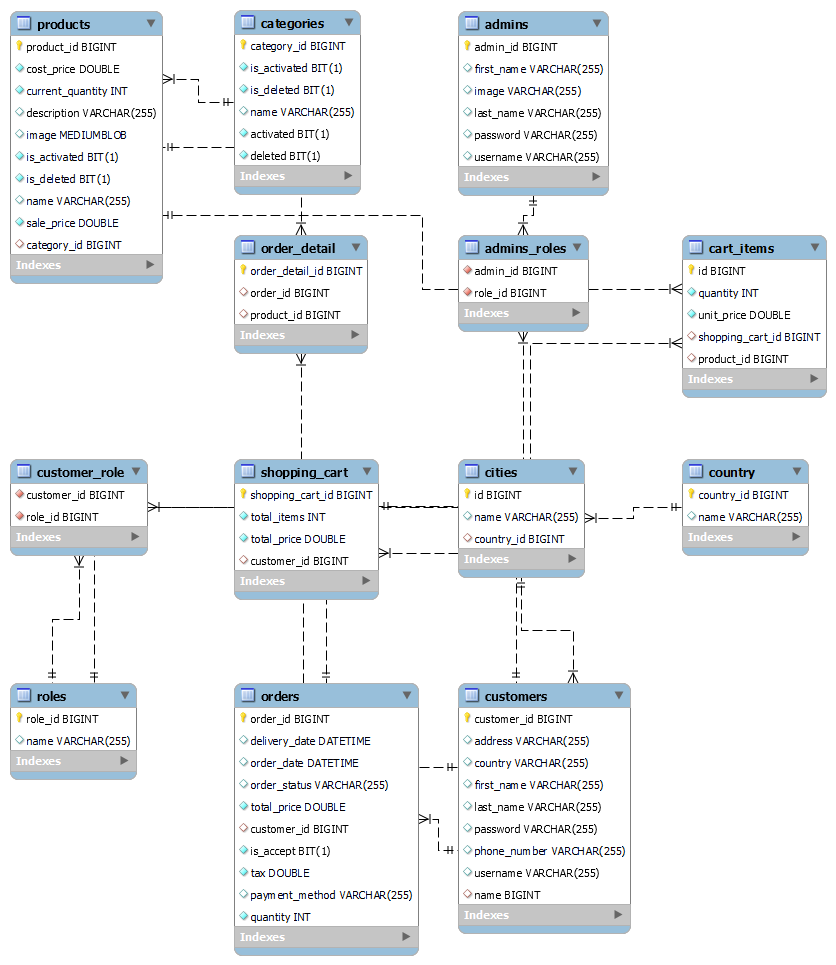 products
product_id BIGINT
cost_price DOUBLE
current_quantity INT
description VARCHAR(255)
image MEDIUMBLOB
is_activated BIT(1)
is_deleted BIT(1)
name VARCHAR(255)
sale_price DOUBLE
category_id BIGINT
Indexes
categories
category_id BIGINT
is_activated BIT(1)
is_deleted BIT(1)
name VARCHAR(255)
activated BIT(1)
deleted BIT(1)
Indexes
admins
admin_id BIGINT
first_name VARCHAR(255)
image VARCHAR(255)
last_name VARCHAR(255)
password VARCHAR(255)
username VARCHAR(255)
Indexes
order_detail
order_detail_id BIGINT
order_id BIGINT
product_id BIGINT
Indexes
admins_roles
admin_id BIGINT
role_id BIGINT
Indexes
cart_items
id BIGINT
quantity INT
unit_price DOUBLE
shopping_cart_id BIGINT
product_id BIGINT
Indexes
customer_role
customer_id BIGINT
role_id BIGINT
Indexes
shopping_cart
shopping_cart_id BIGINT
total_items INT
total_price DOUBLE
customer_id BIGINT
Indexes
cities
id BIGINT
name VARCHAR(255)
country_id BIGINT
Indexes
country
country_id BIGINT
name VARCHAR(255)
Indexes
roles
role_id BIGINT
name VARCHAR(255)
Indexes
orders
order_id BIGINT
delivery_date DATETIME
order_date DATETIME
order_status VARCHAR(255)
total_price DOUBLE
customer_id BIGINT
is_accept BIT(1)
tax DOUBLE
payment_method VARCHAR(255)
quantity INT
Indexes
customers
customer_id BIGINT
address VARCHAR(255)
country VARCHAR(255)
first_name VARCHAR(255)
last_name VARCHAR(255)
password VARCHAR(255)
phone_number VARCHAR(255)
username VARCHAR(255)
name BIGINT
Indexes